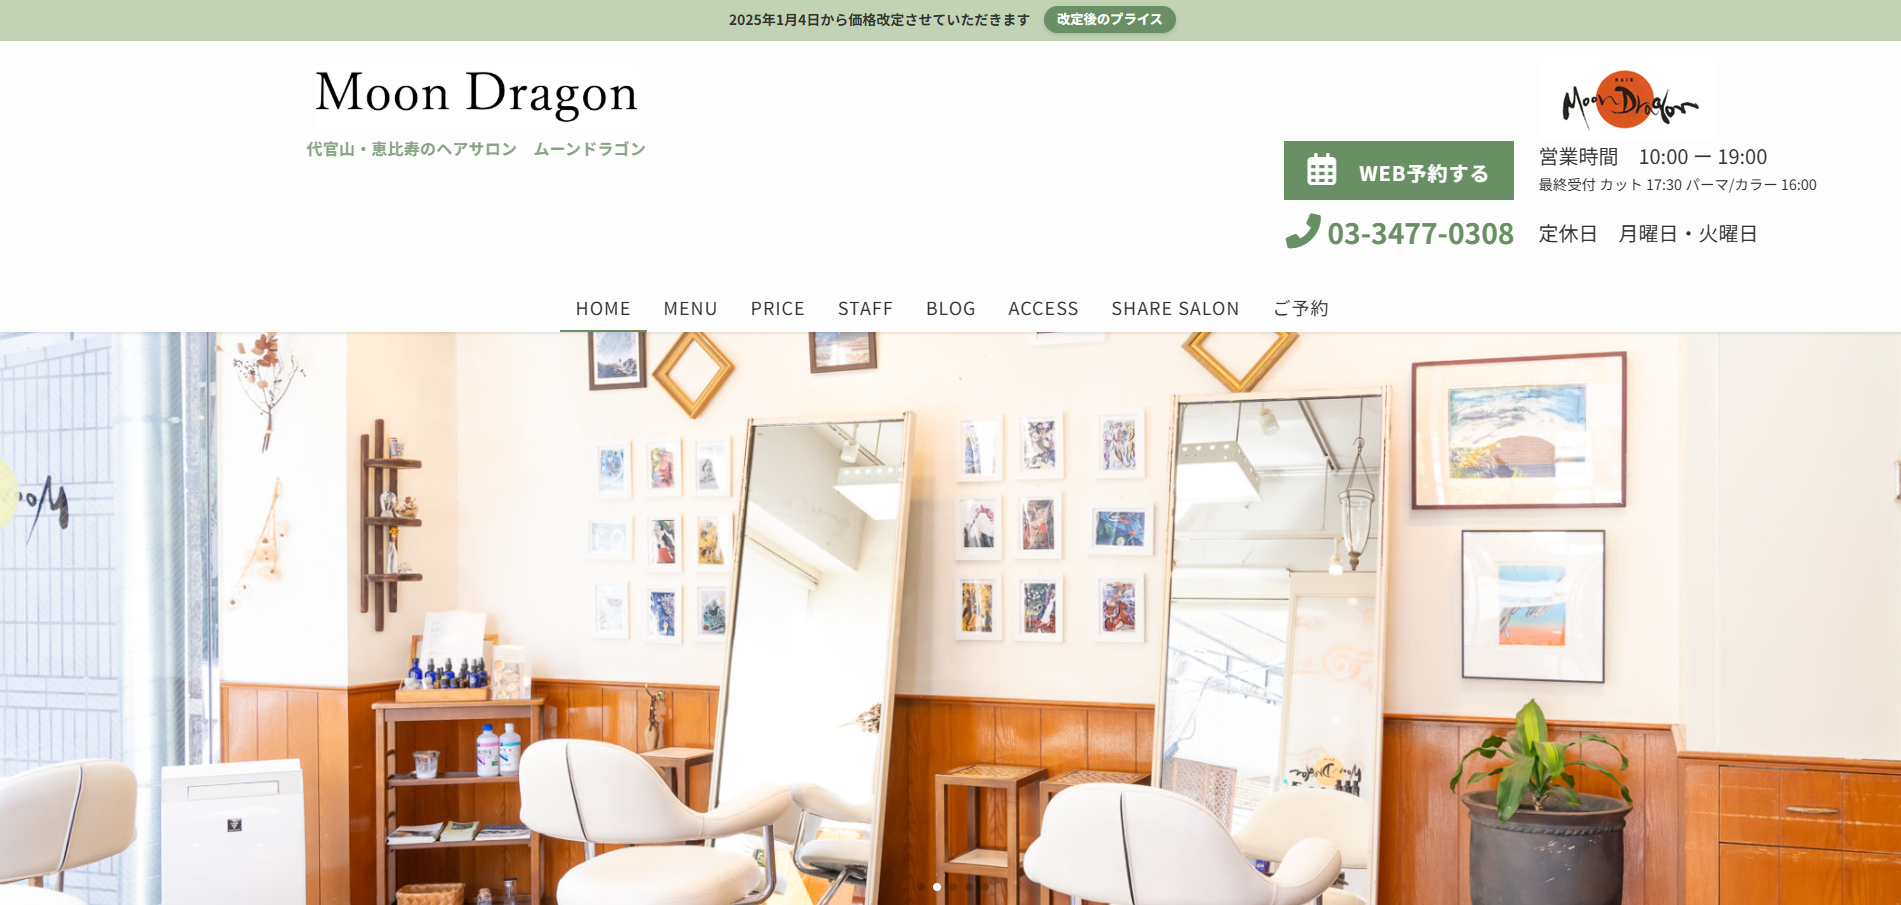 2025年1月4日から価格改定させていただきます 改定後のプライス
Moon Dragon
代官山・恵比寿のヘアサロン　ムーンドラゴン
HAIR
Moon Dragon
WEB予約する
営業時間　10:00 ー 19:00
最終受付 カット 17:30 パーマ/カラー 16:00
03-3477-0308
定休日　月曜日・火曜日
HOME MENU PRICE STAFF BLOG ACCESS SHARE SALON ご予約